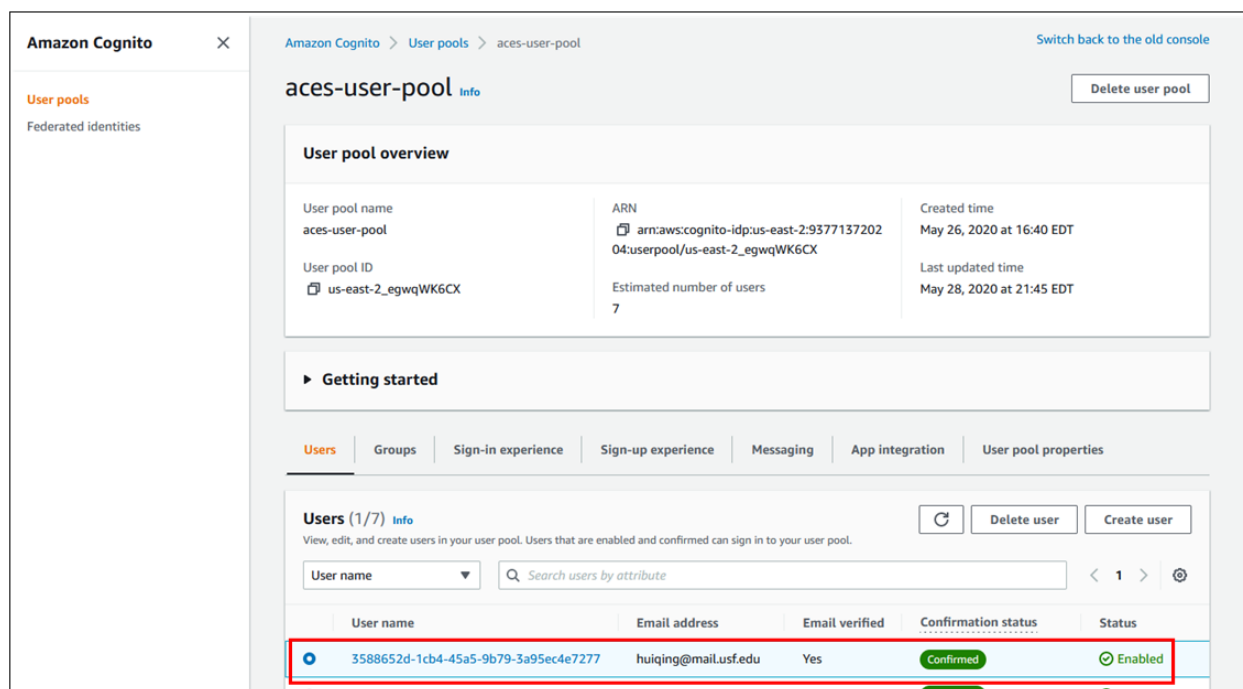 Amazon Cognito
User pools
Federated identities
Amazon Cognito > User pools > aces-user-pool
Switch back to the old console
aces-user-pool Info
Delete user pool
User pool overview
User pool name
aces-user-pool
User pool ID
us-east-2_egwqWK6CX
ARN
arn:aws:cognito-idp:us-east-2:9377137202
04:userpool/us-east-2_egwqWK6CX
Estimated number of users
7
Created time
May 26, 2020 at 16:40 EDT
Last updated time
May 28, 2020 at 21:45 EDT
Getting started
Users Groups Sign-in experience Sign-up experience Messaging App integration User pool properties
Users (1/7) Info
Delete user
Create user
View, edit, and create users in your user pool. Users that are enabled and confirmed can sign in to your user pool.
User name
Search users by attribute
< 1 >
User name Email address Email verified Confirmation status Status
3588652d-1cb4-45a5-9b79-3a95ec4e7277 huiqing@mail.usf.edu Yes Confirmed Enabled